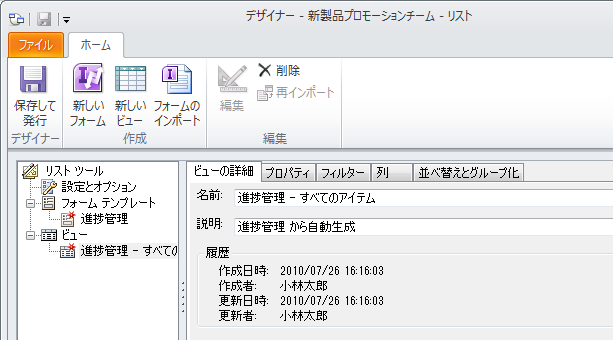 デザイナー - 新製品プロモーションチーム - リスト
ファイル ホーム
保存して発行
新しいフォーム
新しいビュー
フォームのインポート
編集
削除
再インポート
デザイナー 作成 編集
リスト ツール
設定とオプション
フォーム テンプレート
進捗管理
ビュー
進捗管理 - すべての
ビューの詳細 プロパティ フィルター 列 並べ替えとグループ化
名前: 進捗管理 - すべてのアイテム
説明: 進捗管理 から自動生成
履歴
作成日時: 2010/07/26 16:16:03
作成者: 小林太郎
更新日時: 2010/07/26 16:16:03
更新者: 小林太郎